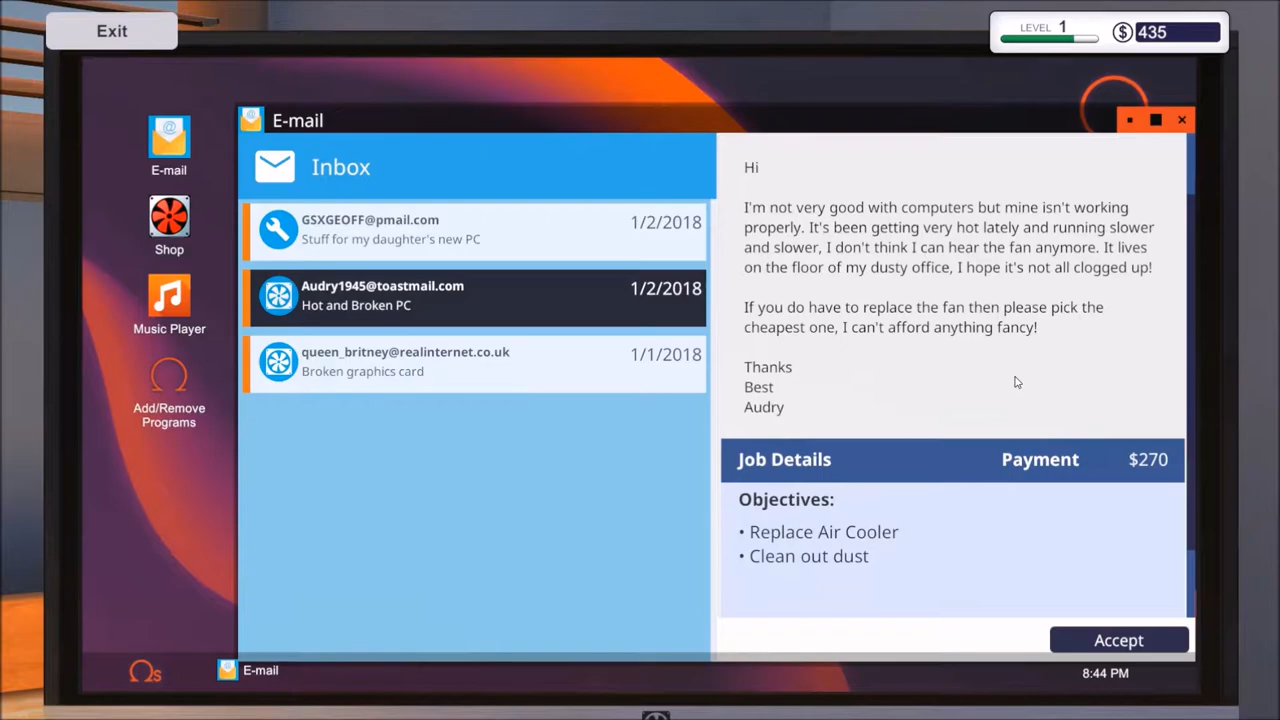 Exit
LEVEL 1
$ 435
E-mail
Shop
Music Player
Add/Remove
Programs
E-mail
Inbox
GSXGEOFF@pmail.com
1/2/2018
Stuff for my daughter's new PC
Audry1945@toastmail.com
1/2/2018
Hot and Broken PC
queen_britney@realinternet.co.uk
1/1/2018
Broken graphics card
Hi
I'm not very good with computers but mine isn't working
properly. It's been getting very hot lately and running slower
and slower, I don't think I can hear the fan anymore. It lives
on the floor of my dusty office, I hope it's not all clogged up!
If you do have to replace the fan then please pick the
cheapest one, I can't afford anything fancy!
Thanks
Best
Audry
Job Details Payment $270
Objectives:
• Replace Air Cooler
• Clean out dust
Accept
Ωs
E-mail
8:44 PM